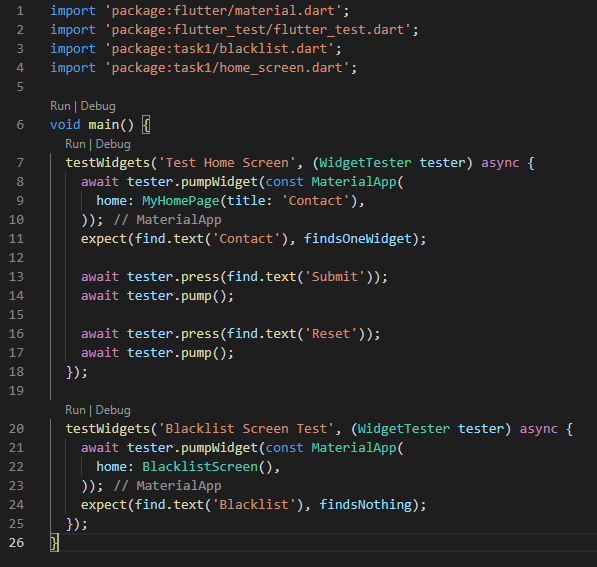 1 import 'package:flutter/material.dart';
2 import 'package:flutter_test/flutter_test.dart';
3 import 'package:task1/blacklist.dart';
4 import 'package:task1/home_screen.dart';
5
Run | Debug
6 void main() {
Run | Debug
7 testWidgets('Test Home Screen', (WidgetTester tester) async {
8 await tester.pumpWidget(const MaterialApp(
9 home: MyHomePage(title: 'Contact'),
10 )); // MaterialApp
11 expect(find.text('Contact'), findsOneWidget);
12
13 await tester.press(find.text('Submit'));
14 await tester.pump();
15
16 await tester.press(find.text('Reset'));
17 await tester.pump();
18 });
19
Run | Debug
20 testWidgets('Blacklist Screen Test', (WidgetTester tester) async {
21 await tester.pumpWidget(const MaterialApp(
22 home: BlacklistScreen(),
23 )); // MaterialApp
24 expect(find.text('Blacklist'), findsNothing);
25 });
26 }